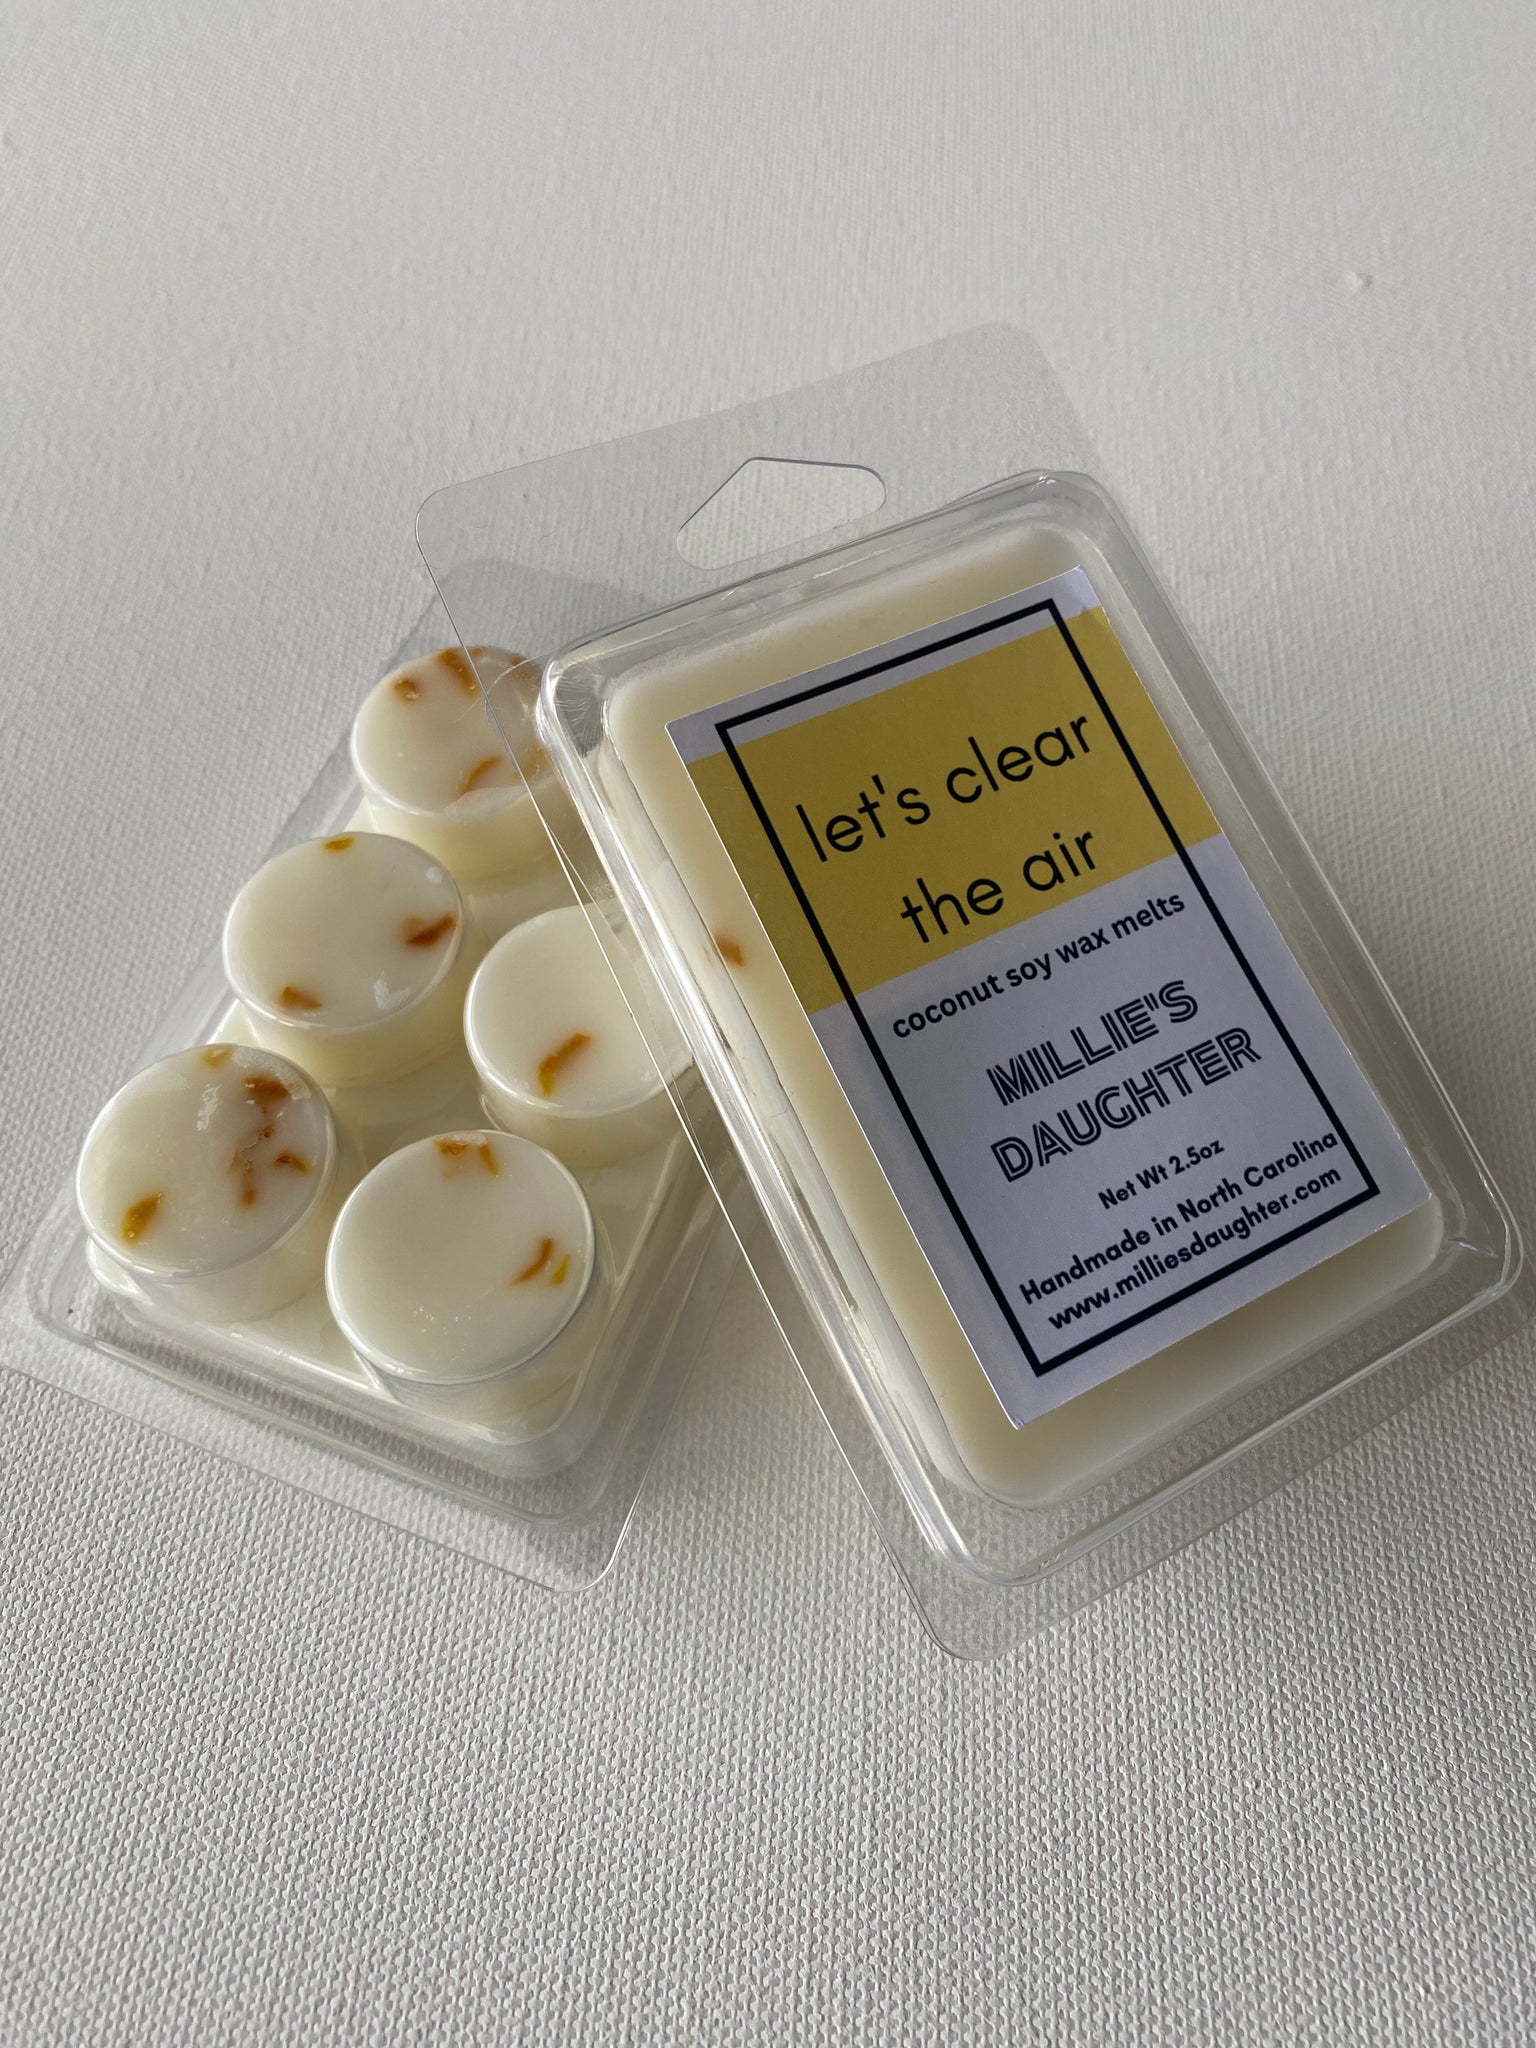 let's clear
the air
coconut soy wax melts
MILLIE'S
DAUGHTER
Net Wt 2.5oz
Handmade in North Carolina
www.milliesdaughter.com